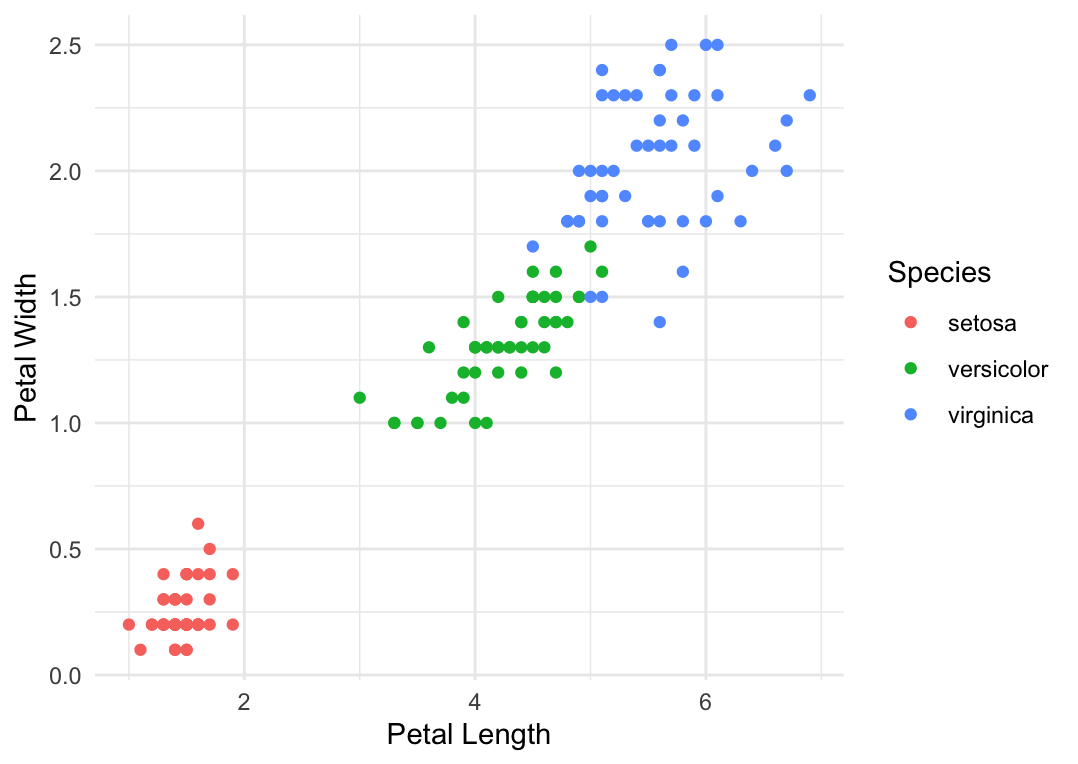 2.5
2.0
1.5
1.0
0.5
0.0
Petal Width
2 4 6
Petal Length
Species
setosa
versicolor
virginica